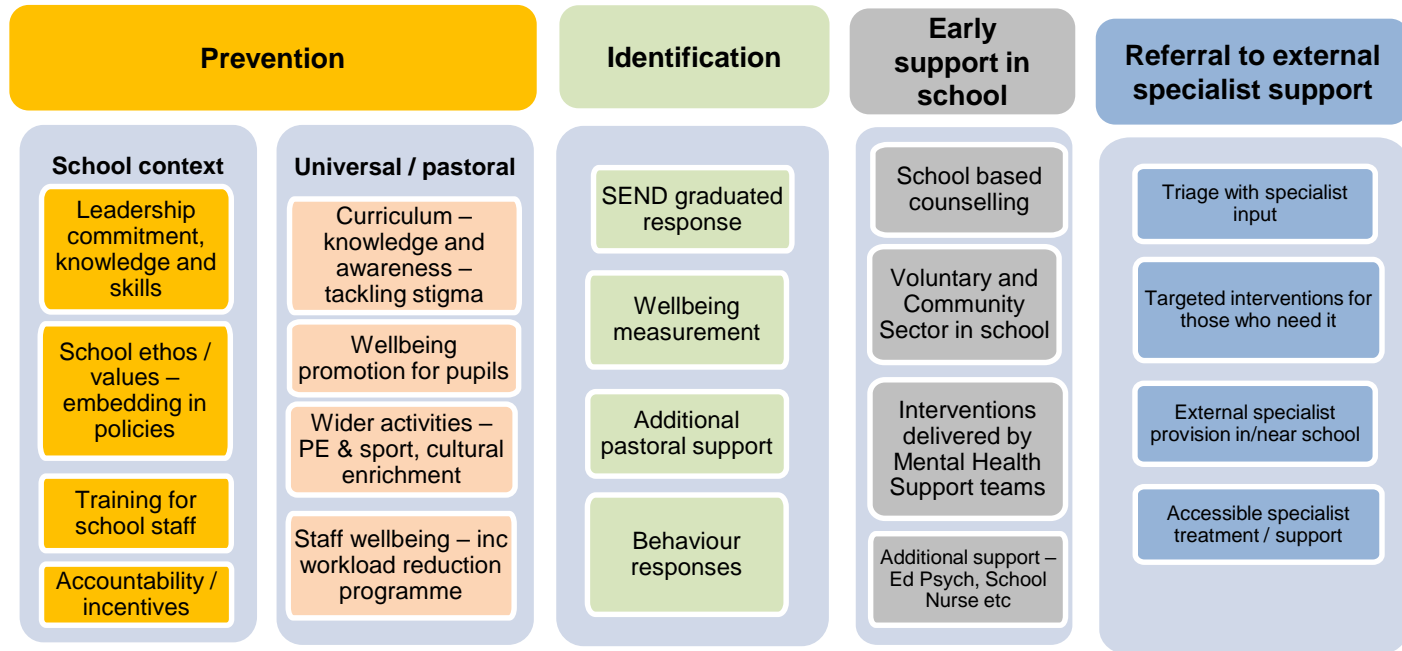 Prevention
Identification
Early
support in
school
Referral to external
specialist support
School context
Leadership
commitment,
knowledge and
skills
School ethos /
values –
embedding in
policies
Training for
school staff
Accountability /
incentives
Universal / pastoral
Curriculum –
knowledge and
awareness –
tackling stigma
Wellbeing
promotion for pupils
Wider activities –
PE & sport, cultural
enrichment
Staff wellbeing – inc
workload reduction
programme
SEND graduated
response
Wellbeing
measurement
Additional
pastoral support
Behaviour
responses
School based
counselling
Voluntary and
Community
Sector in school
Interventions
delivered by
Mental Health
Support teams
Additional support –
Ed Psych, School
Nurse etc
Triage with specialist
input
Targeted interventions for
those who need it
External specialist
provision in/near school
Accessible specialist
treatment / support